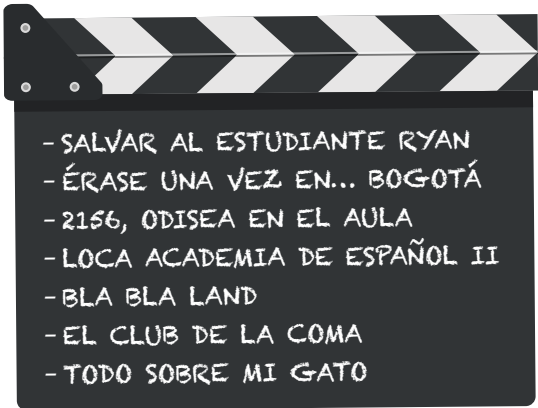 - SALVAR AL ESTUDIANTE RYAN
- ÉRASE UNA VEZ EN... BOGOTÁ
- 2156, ODISEA EN EL AULA
- LOCA ACADEMIA DE ESPAÑOL II
- BLA BLA LAND
- EL CLUB DE LA COMA
- TODO SOBRE MI GATO